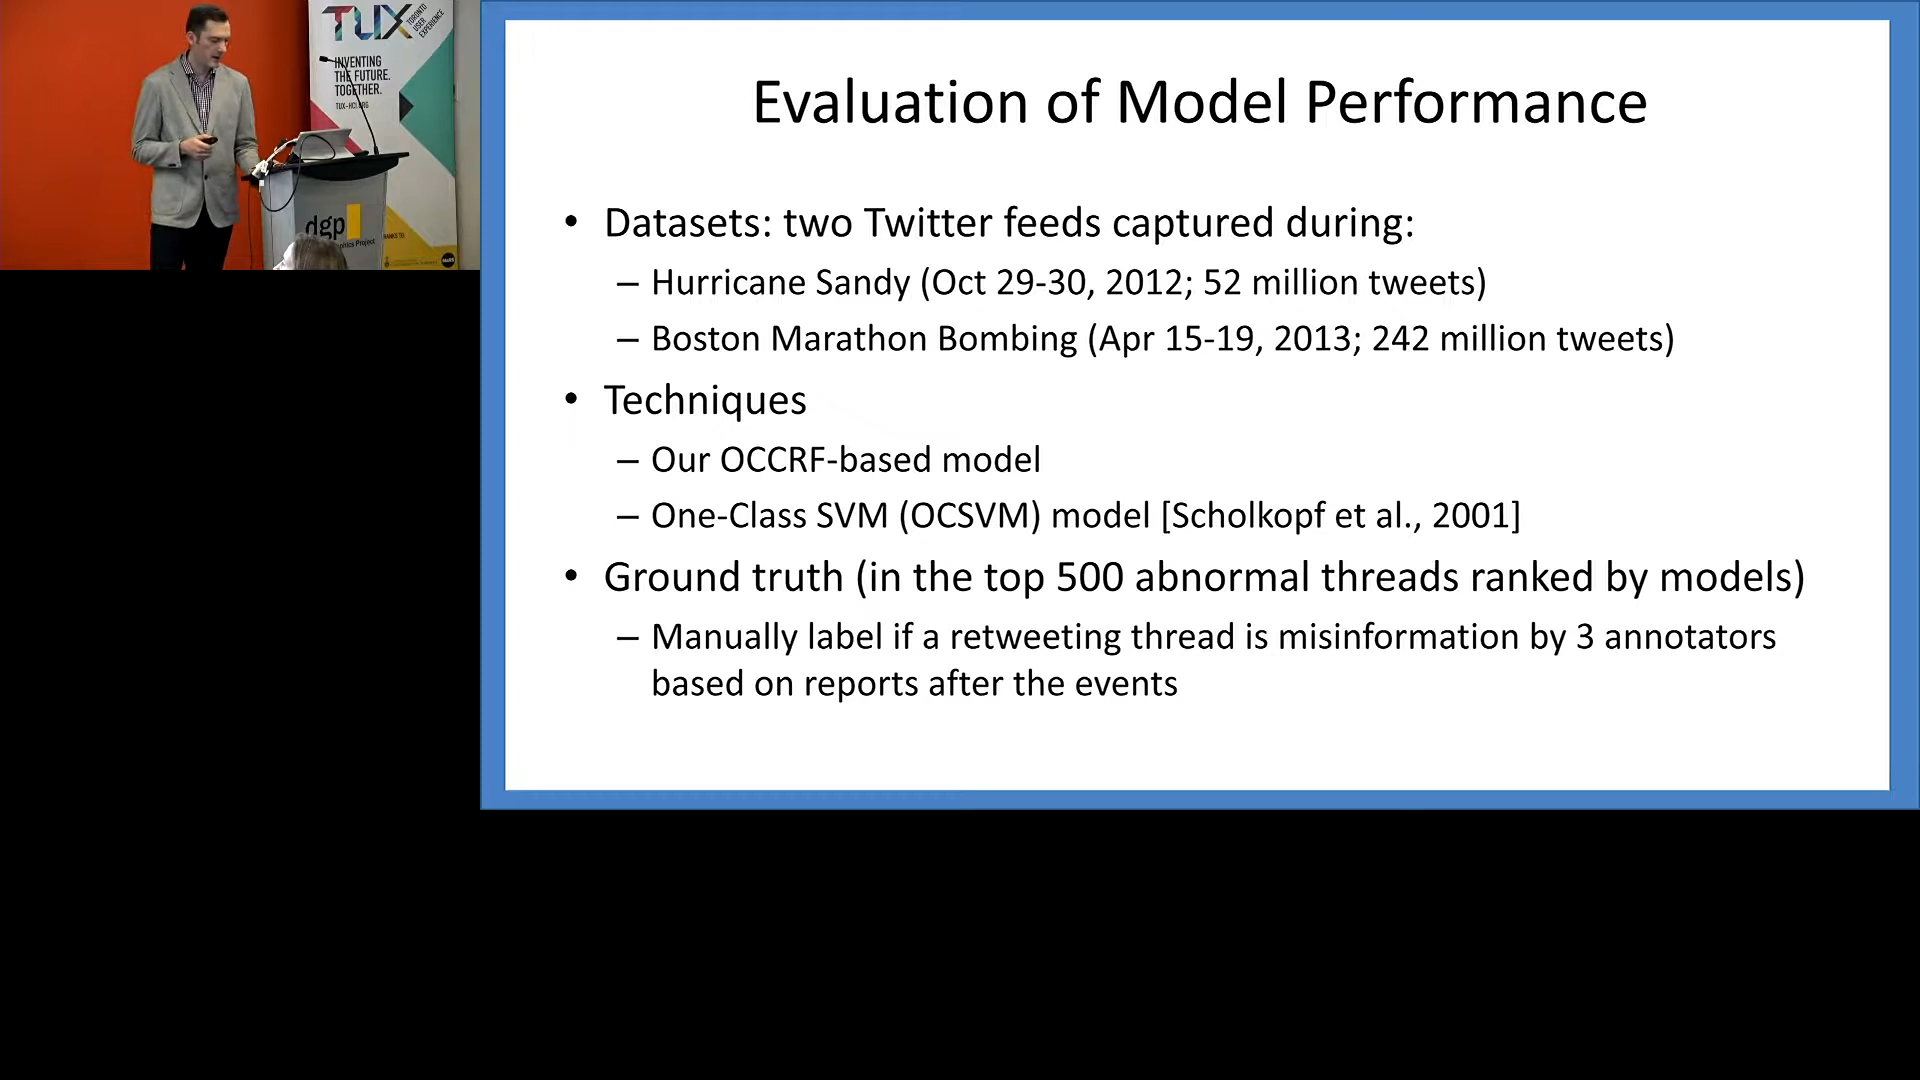 TUX
TORONTO
USER
EXPERIENCE
INVENTING
THE FUTURE.
TOGETHER.
TUX-HCI.ORG
dgp
Evaluation of Model Performance
• Datasets: two Twitter feeds captured during:
– Hurricane Sandy (Oct 29-30, 2012; 52 million tweets)
– Boston Marathon Bombing (Apr 15-19, 2013; 242 million tweets)
• Techniques
– Our OCCRF-based model
– One-Class SVM (OCSVM) model [Scholkopf et al., 2001]
• Ground truth (in the top 500 abnormal threads ranked by models)
– Manually label if a retweeting thread is misinformation by 3 annotators
based on reports after the events